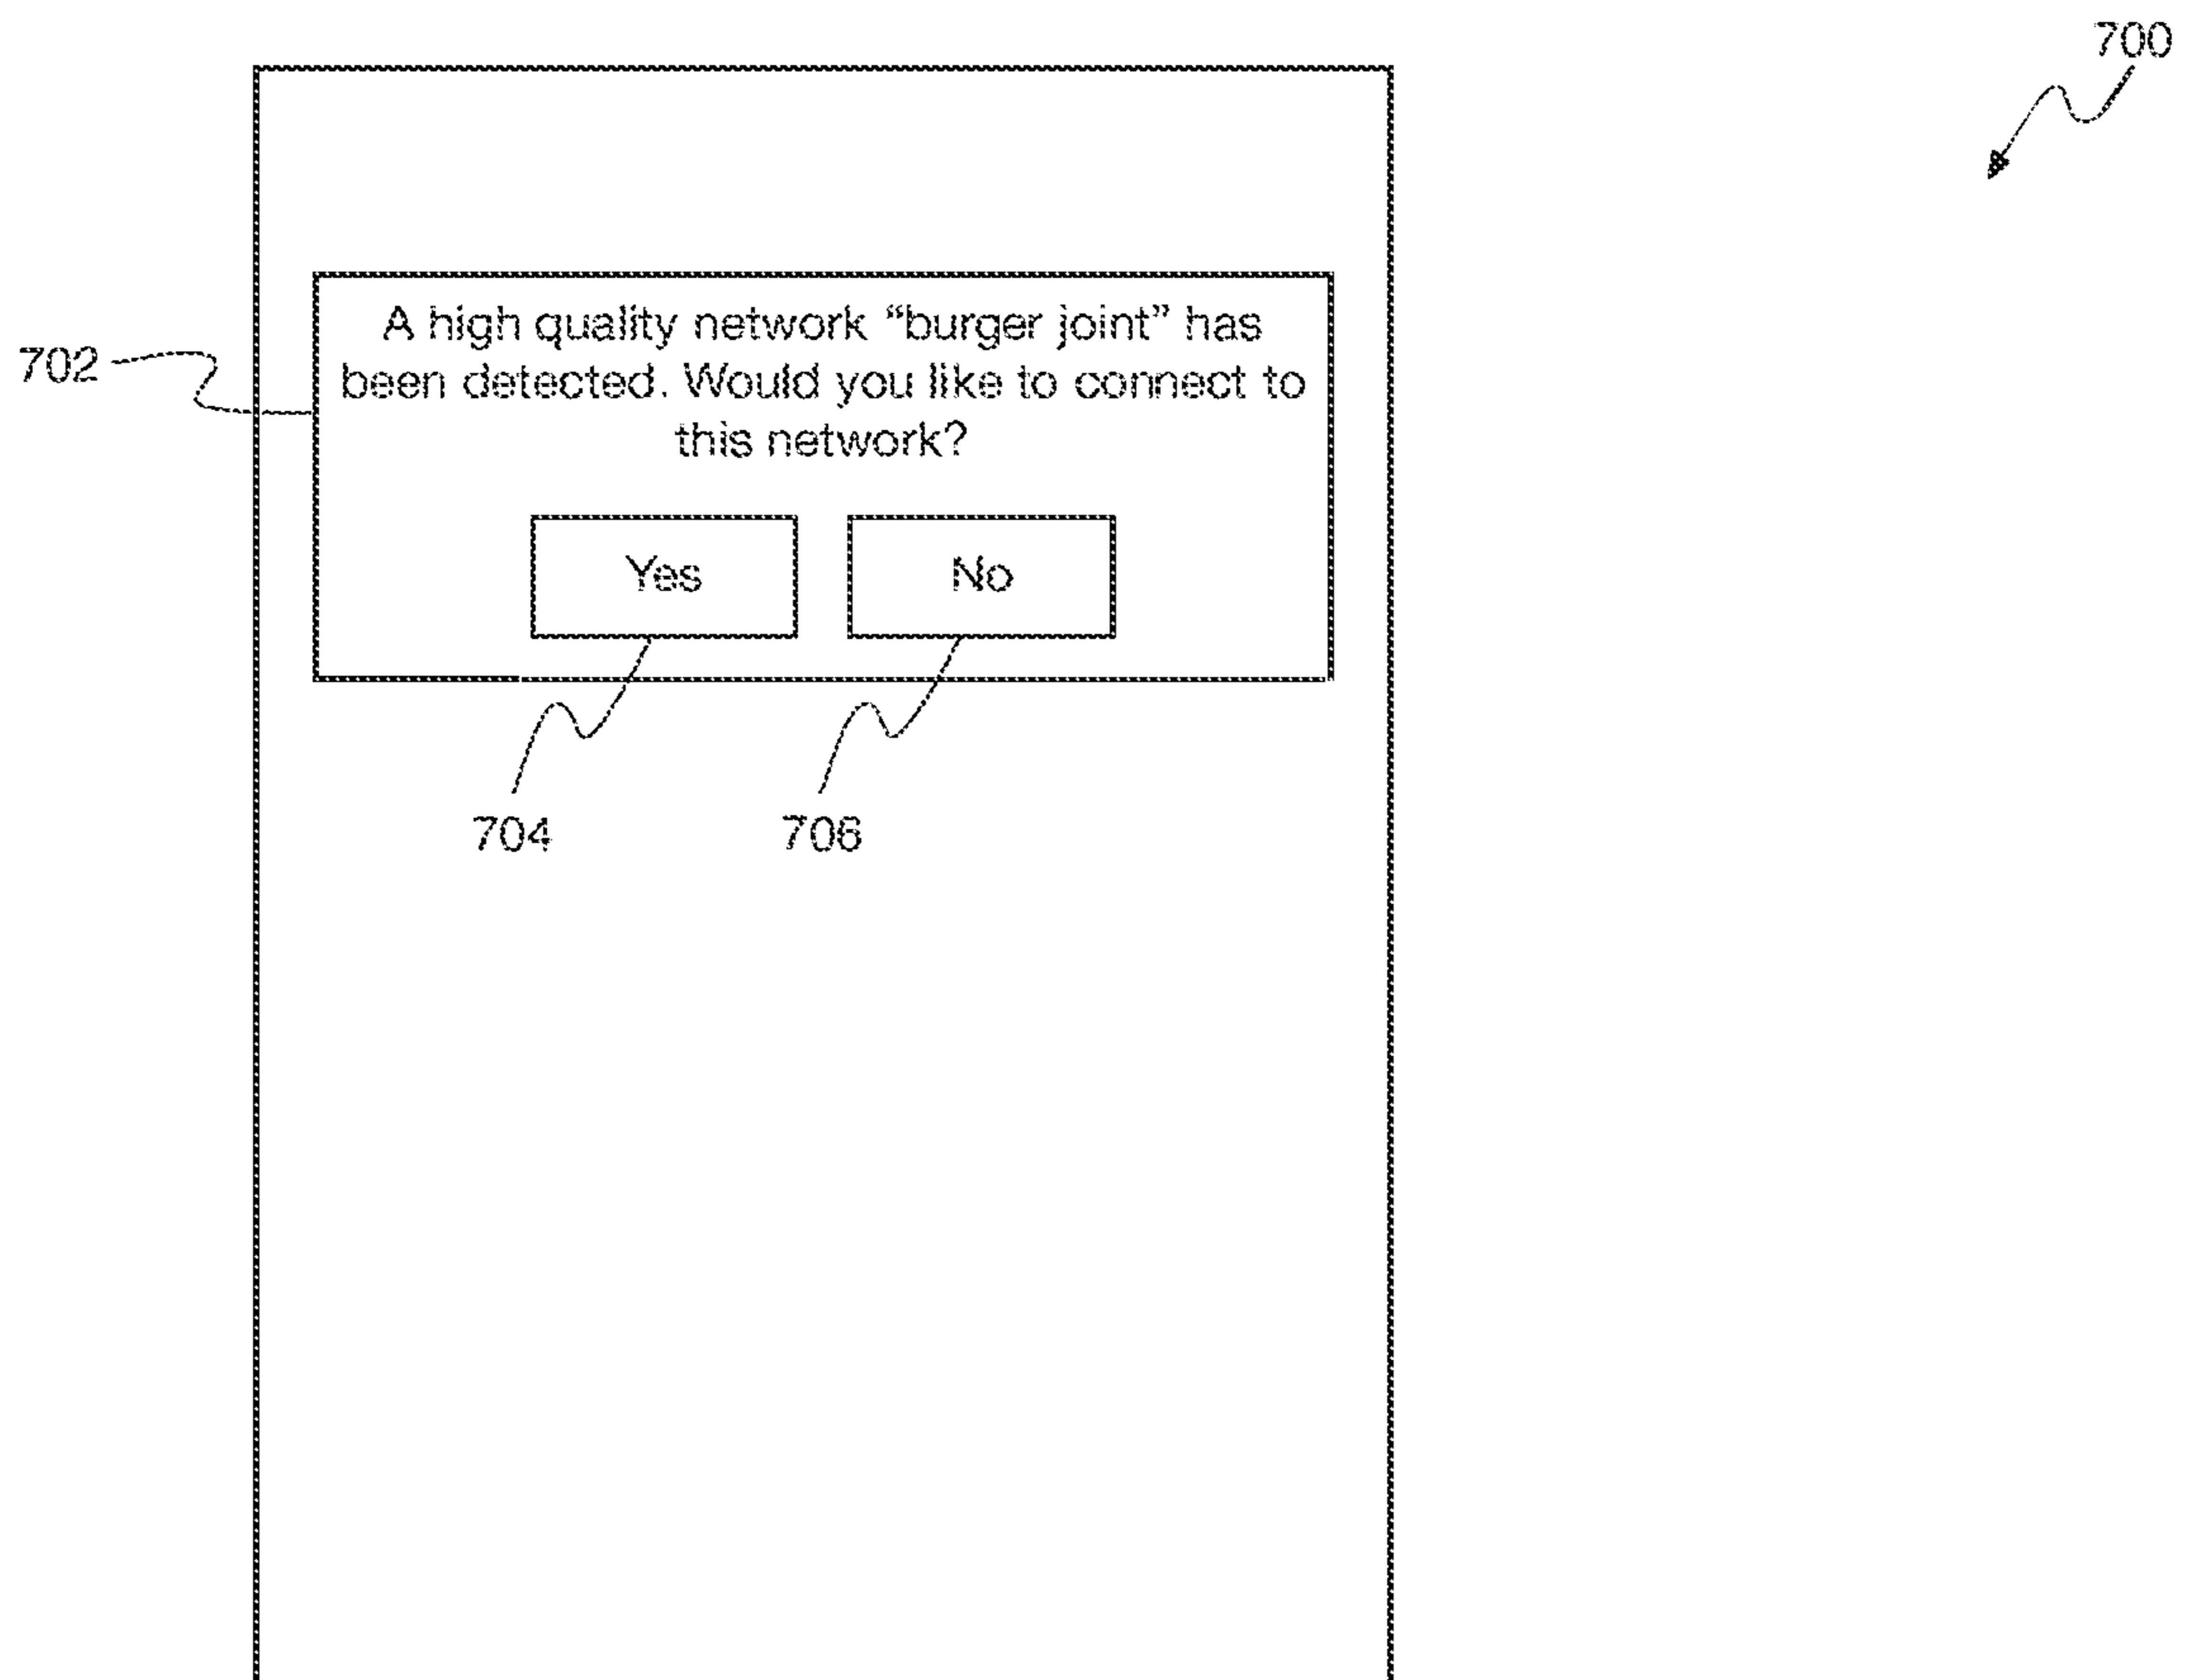 700
A high quality network “burger joint” has
been detected. Would you like to connect to
this network?
702
Yes No
704 706